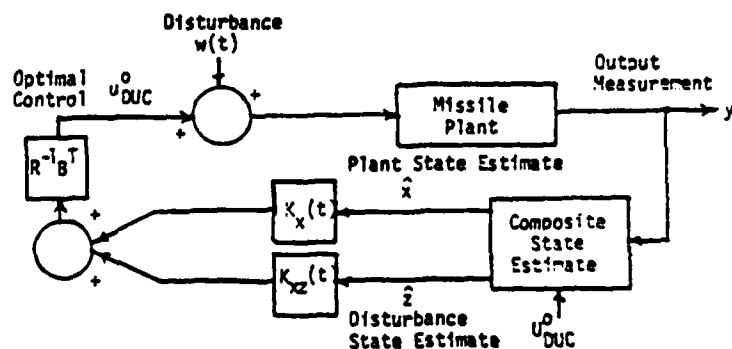 Disturbance
w(t)
Optimal
Control
u°DUC
+
+
Missile
Plant
Output
Measurement
y
R⁻¹Bᵀ
Plant State Estimate
x̂
Kx(t)
Composite
State
Estimate
+
+
Kxz(t)
ẑ
Disturbance
State Estimate
U°DUC